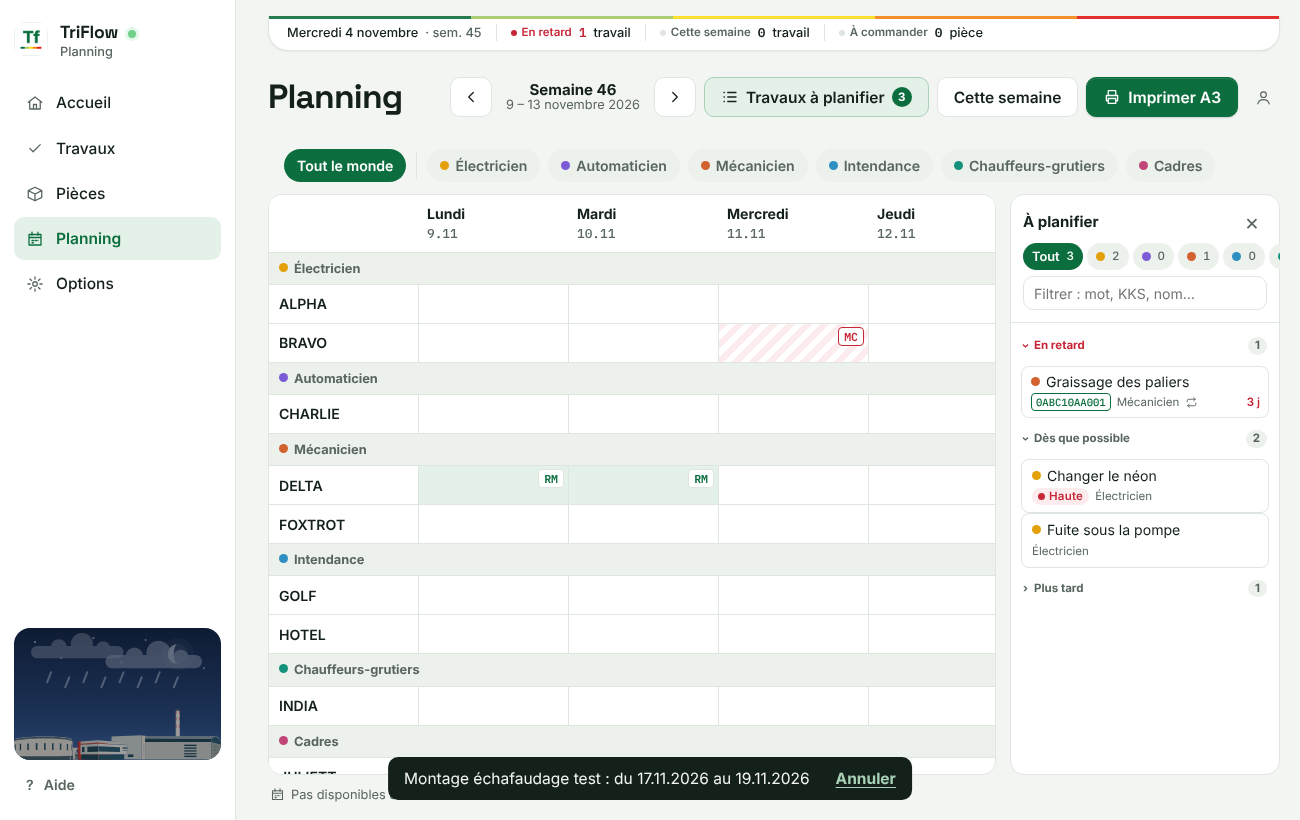 Tf TriFlow
Planning
Accueil
Travaux
Pièces
Planning
Options
? Aide
Mercredi 4 novembre · sem. 45 En retard 1 travail Cette semaine 0 travail À commander 0 pièce
Planning
Semaine 46
9 – 13 novembre 2026
Travaux à planifier 3
Cette semaine
Imprimer A3
Tout le monde Électricien Automaticien Mécanicien Intendance Chauffeurs-grutiers Cadres
Lundi Mardi Mercredi Jeudi
9.11 10.11 11.11 12.11
Électricien
ALPHA
BRAVO MC
Automaticien
CHARLIE
Mécanicien
DELTA RM RM
FOXTROT
Intendance
GOLF
HOTEL
Chauffeurs-grutiers
INDIA
Cadres
Pas disponibles
À planifier
Tout 3 2 0 1 0
Filtrer : mot, KKS, nom...
En retard 1
Graissage des paliers
0ABC10AA001 Mécanicien 3 j
Dès que possible 2
Changer le néon
Haute Électricien
Fuite sous la pompe
Électricien
Plus tard 1
Montage échafaudage test : du 17.11.2026 au 19.11.2026 Annuler